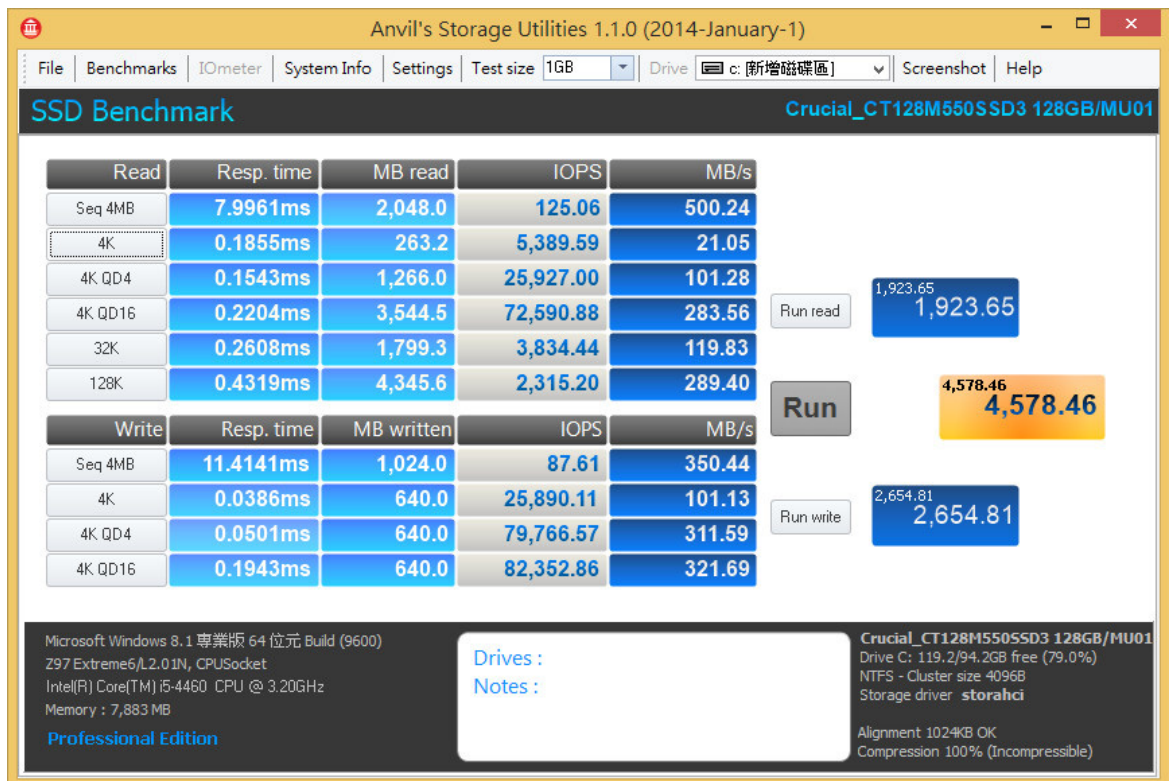 Anvil's Storage Utilities 1.1.0 (2014-January-1)
File Benchmarks IOmeter System Info Settings Test size 1GB Drive c: [新增磁碟區] Screenshot Help
SSD Benchmark Crucial_CT128M550SSD3 128GB/MU01
Read Resp. time MB read IOPS MB/s
Seq 4MB 7.9961ms 2,048.0 125.06 500.24
4K 0.1855ms 263.2 5,389.59 21.05
4K QD4 0.1543ms 1,266.0 25,927.00 101.28
4K QD16 0.2204ms 3,544.5 72,590.88 283.56
32K 0.2608ms 1,799.3 3,834.44 119.83
128K 0.4319ms 4,345.6 2,315.20 289.40
Run read
1,923.65
1,923.65
Run
4,578.46
4,578.46
Write Resp. time MB written IOPS MB/s
Seq 4MB 11.4141ms 1,024.0 87.61 350.44
4K 0.0386ms 640.0 25,890.11 101.13
4K QD4 0.0501ms 640.0 79,766.57 311.59
4K QD16 0.1943ms 640.0 82,352.86 321.69
Run write
2,654.81
2,654.81
Microsoft Windows 8.1 專業版 64 位元 Build (9600)
Z97 Extreme6/L2.01N, CPUSocket
Intel(R) Core(TM) i5-4460 CPU @ 3.20GHz
Memory : 7,883 MB
Professional Edition
Drives :
Notes :
Crucial_CT128M550SSD3 128GB/MU01
Drive C: 119.2/94.2GB free (79.0%)
NTFS - Cluster size 4096B
Storage driver storahci
Alignment 1024KB OK
Compression 100% (Incompressible)